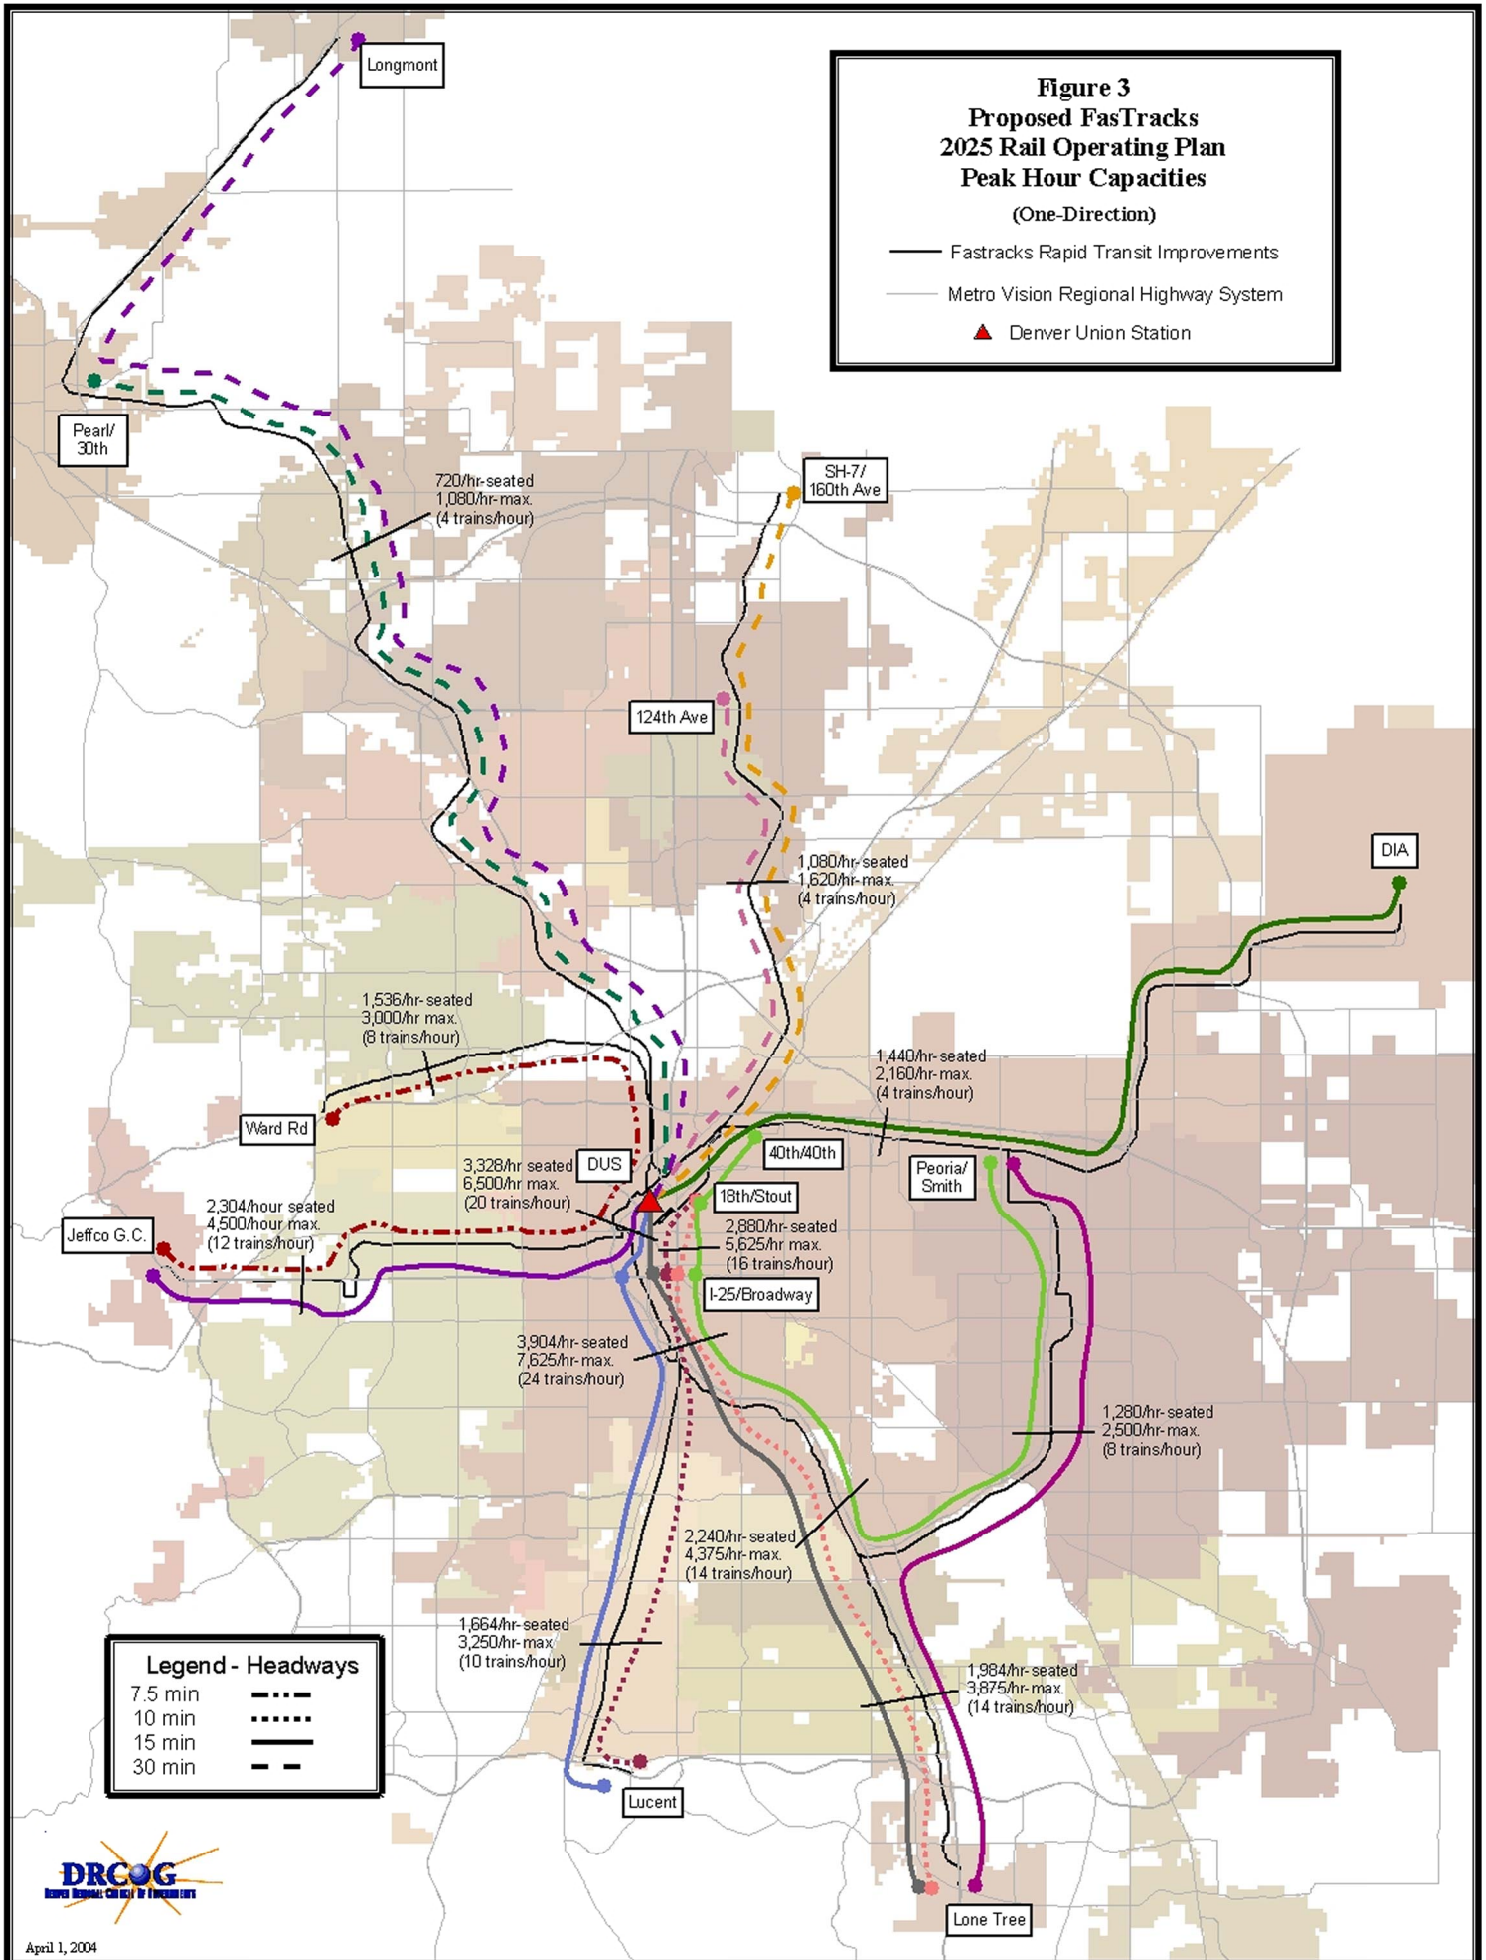 Figure 3
Proposed FasTracks
2025 Rail Operating Plan
Peak Hour Capacities
(One-Direction)
Fastracks Rapid Transit Improvements
Metro Vision Regional Highway System
Denver Union Station
Longmont
Pearl/
30th
720/hr-seated
1,080/hr-max.
(4 trains/hour)
SH-7/
160th Ave
124th Ave
1,080/hr-seated
1,620/hr-max.
(4 trains/hour)
DIA
1,536/hr-seated
3,000/hr max.
(8 trains/hour)
1,440/hr-seated
2,160/hr-max.
(4 trains/hour)
Ward Rd
40th/40th
3,328/hr seated
6,500/hr max.
(20 trains/hour)
DUS
Peoria/
Smith
18th/Stout
2,304/hour seated
4,500/hour max.
(12 trains/hour)
Jeffco G.C.
2,880/hr-seated
5,625/hr max.
(16 trains/hour)
I-25/Broadway
3,904/hr-seated
7,625/hr-max.
(24 trains/hour)
1,280/hr-seated
2,500/hr-max.
(8 trains/hour)
2,240/hr-seated
4,375/hr-max.
(14 trains/hour)
1,664/hr-seated
3,250/hr-max
(10 trains/hour)
1,984/hr-seated
3,875/hr-max.
(14 trains/hour)
Legend - Headways
7.5 min
10 min
15 min
30 min
Lucent
Lone Tree
DRCOG
Denver Regional Council Of Governments
April 1, 2004